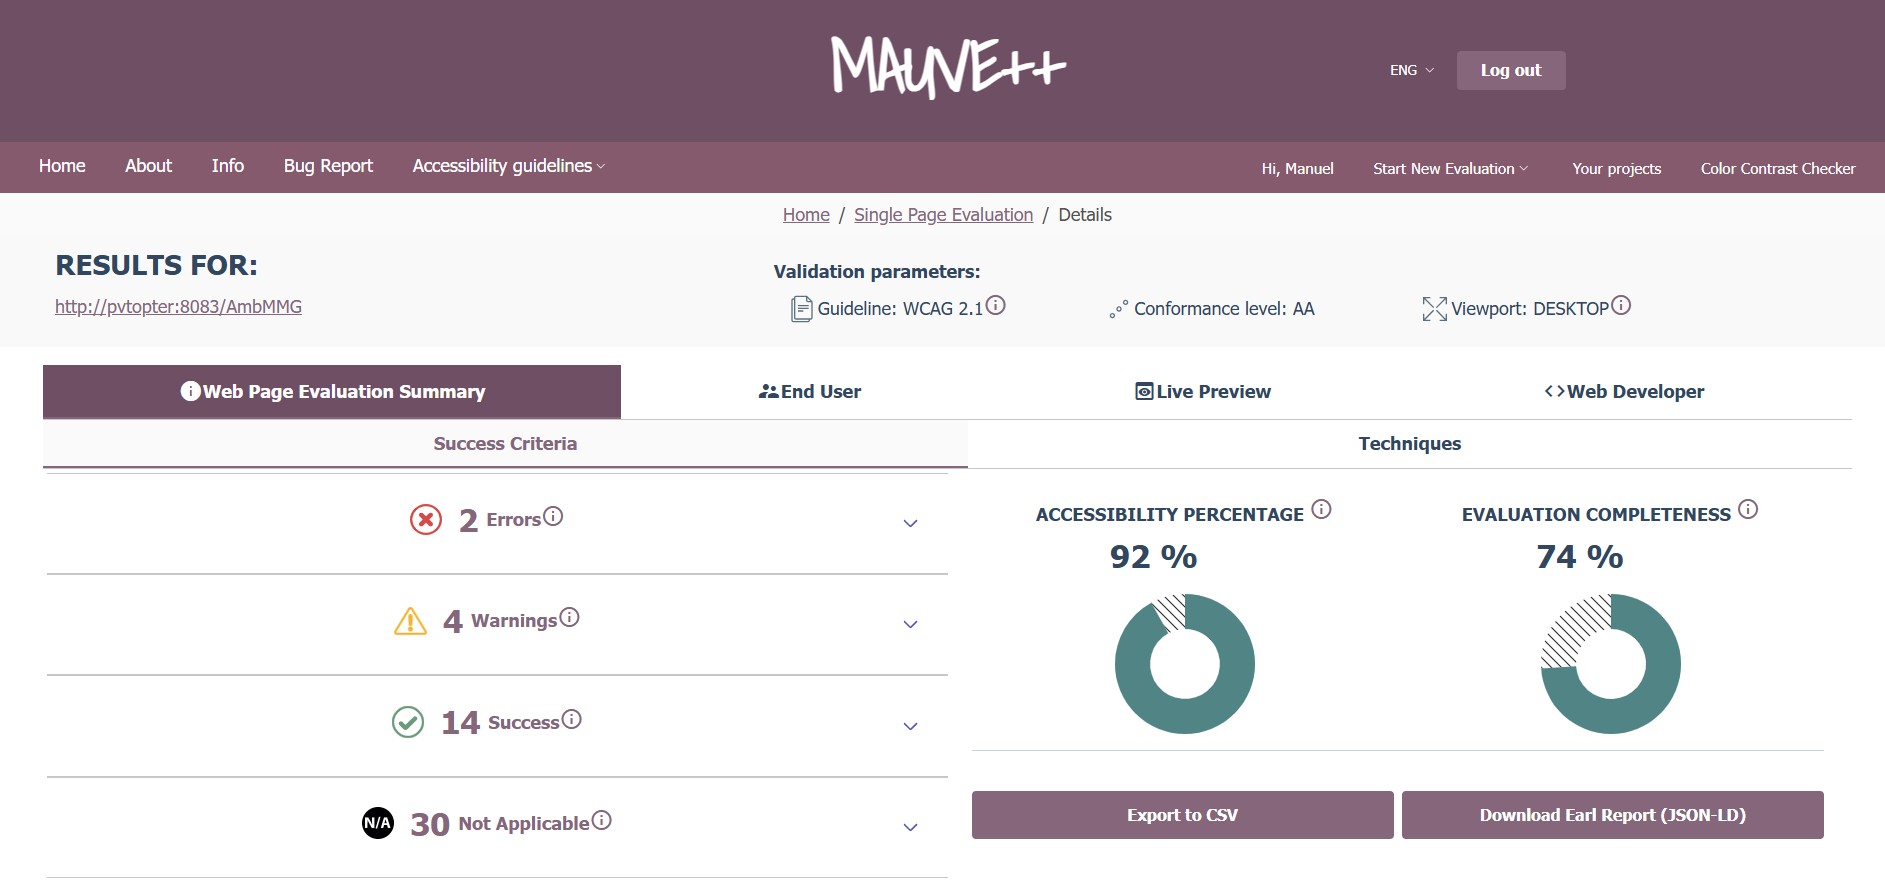 MAUVE++
ENG
Log out
Home
About
Info
Bug Report
Accessibility guidelines
Hi, Manuel
Start New Evaluation
Your projects
Color Contrast Checker
Home / Single Page Evaluation / Details
RESULTS FOR:
http://pvtopter:8083/AmbMMG
Validation parameters:
Guideline: WCAG 2.1
Conformance level: AA
Viewport: DESKTOP
Web Page Evaluation Summary
End User
Live Preview
Web Developer
Success Criteria
Techniques
2 Errors
4 Warnings
14 Success
N/A 30 Not Applicable
ACCESSIBILITY PERCENTAGE
92 %
EVALUATION COMPLETENESS
74 %
Export to CSV
Download Earl Report (JSON-LD)